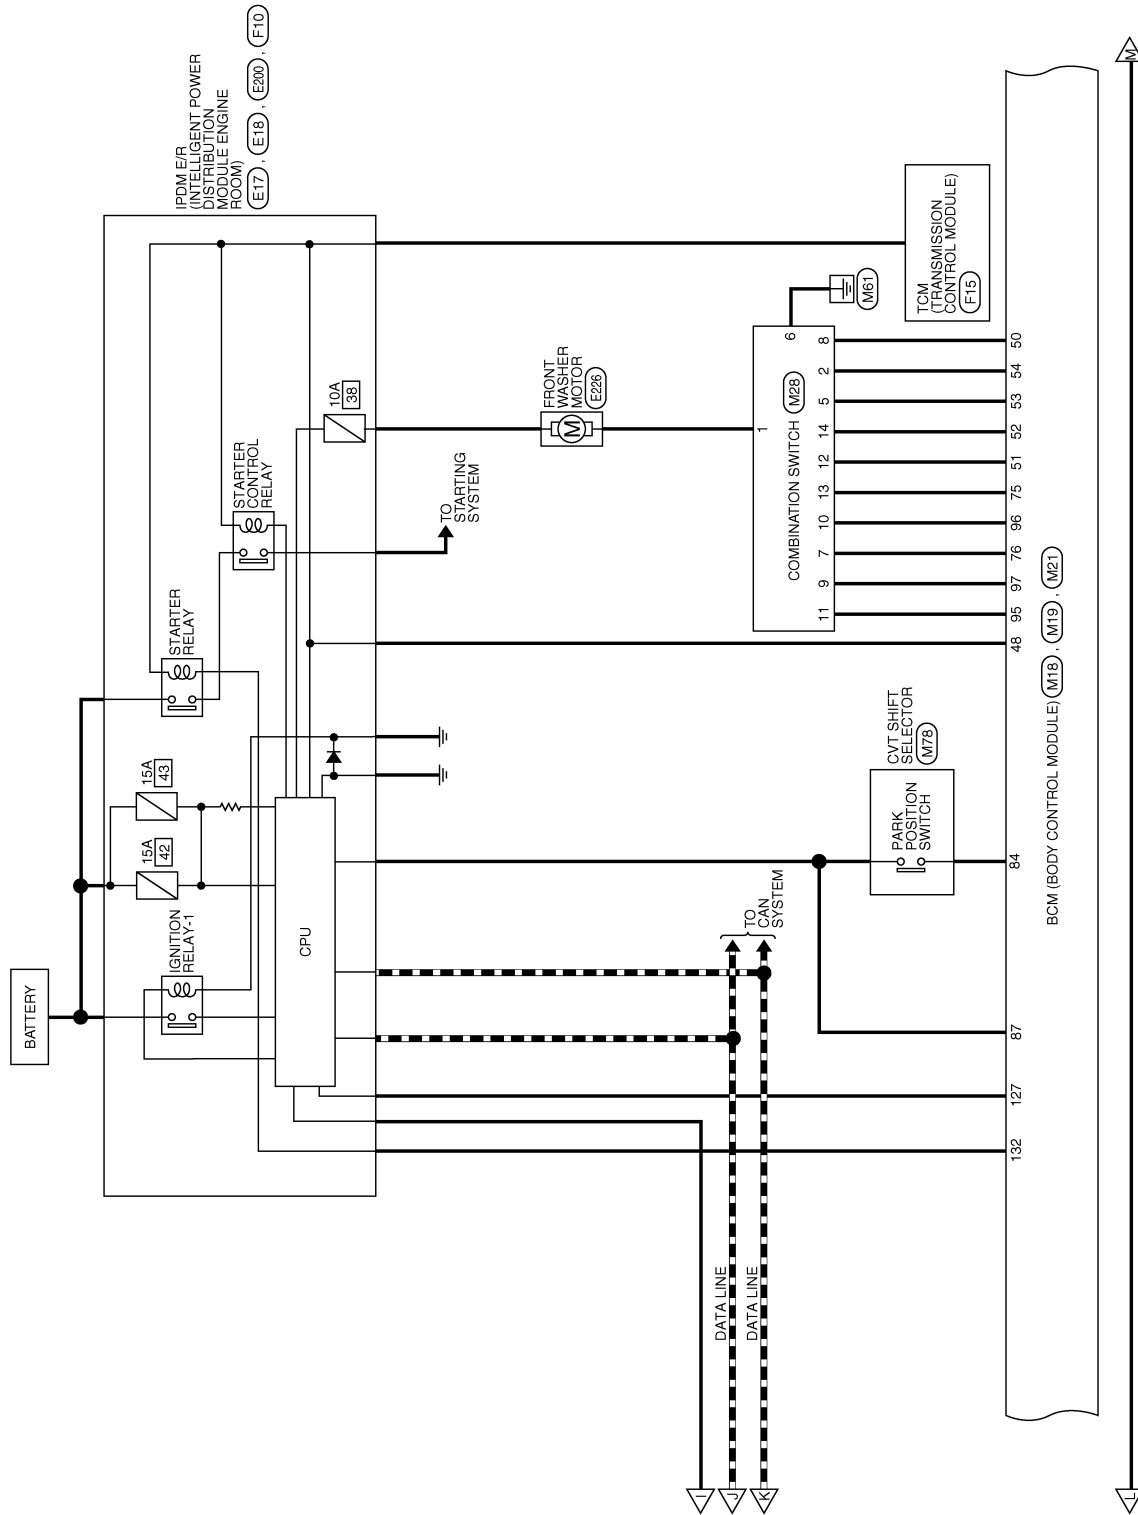 BATTERY
IPDM E/R
(INTELLIGENT POWER
DISTRIBUTION
MODULE ENGINE
ROOM)
E17 , E18 , E200 , F10
IGNITION
RELAY-1
15A
42
15A
43
STARTER
RELAY
STARTER
CONTROL
RELAY
10A
38
CPU
TO
STARTING
SYSTEM
FRONT
WASHER
MOTOR
E226
M
I
J
K
DATA LINE
DATA LINE
TO
CAN
SYSTEM
CVT SHIFT
SELECTOR
M78
PARK
POSITION
SWITCH
COMBINATION SWITCH
M28
1
6
11
9
7
10
13
12
14
5
2
8
M61
TCM
(TRANSMISSION
CONTROL MODULE)
F15
132
127
87
84
48
95
97
76
96
75
51
52
53
54
50
BCM (BODY CONTROL MODULE) M18 , M19 , M21
L
M